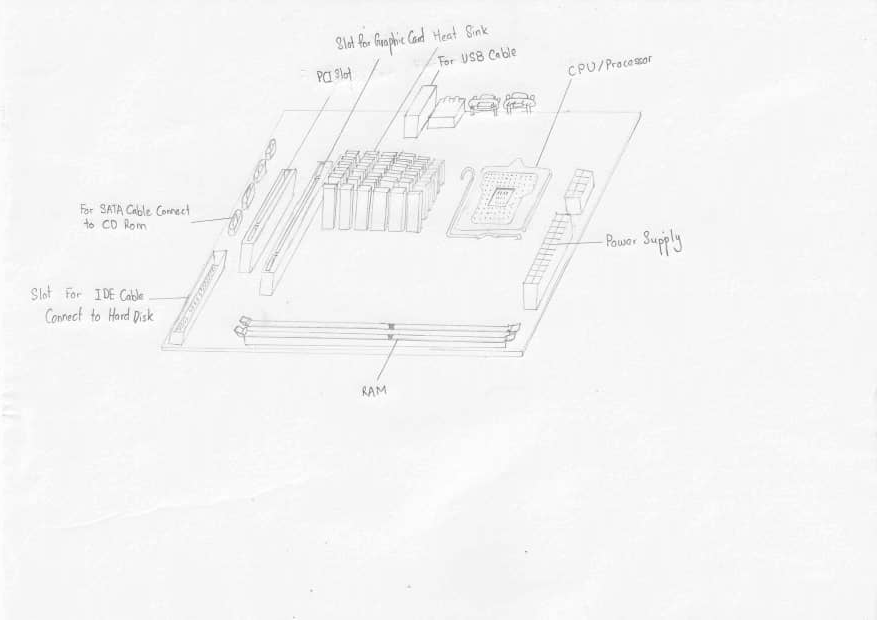 Slot for Graphic Card
Heat Sink
For USB Cable
PCI Slot
CPU/Processor
For SATA Cable Connect
to CD Rom
Power Supply
Slot For IDE Cable
Connect to Hard Disk
RAM